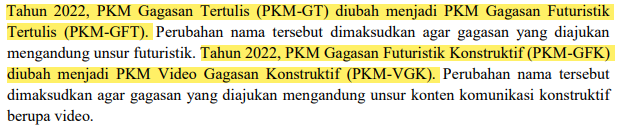 Tahun 2022, PKM Gagasan Tertulis (PKM-GT) diubah menjadi PKM Gagasan Futuristik
Tertulis (PKM-GFT). Perubahan nama tersebut dimaksudkan agar gagasan yang diajukan
mengandung unsur futuristik. Tahun 2022, PKM Gagasan Futuristik Konstruktif (PKM-GFK)
diubah menjadi PKM Video Gagasan Konstruktif (PKM-VGK). Perubahan nama tersebut
dimaksudkan agar gagasan yang diajukan mengandung unsur konten komunikasi konstruktif
berupa video.